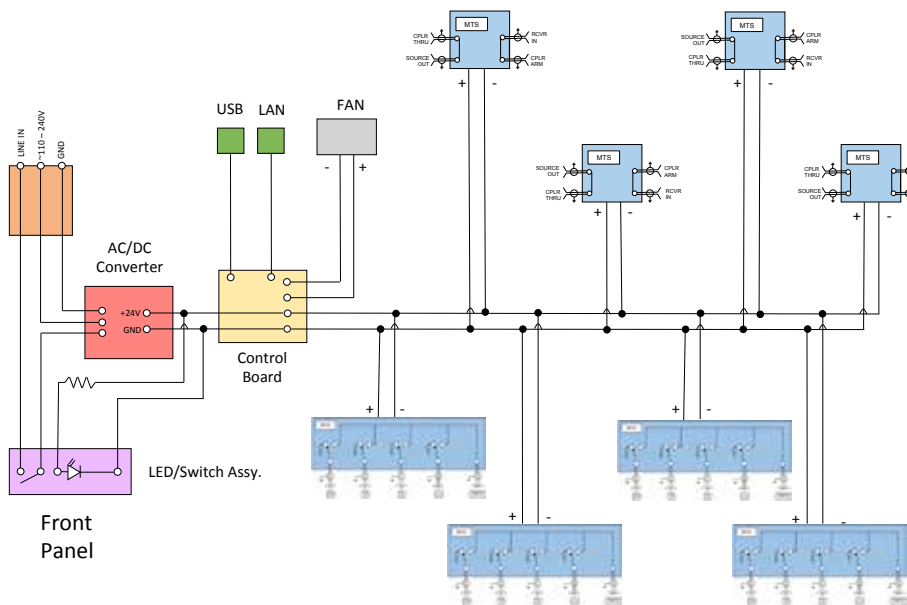 MTS
CPLR
THRU
SOURCE
OUT
RCVR
IN
CPLR
ARM
+
-
MTS
SOURCE
OUT
CPLR
THRU
CPLR
ARM
RCVR
IN
+
-
USB
LAN
FAN
-
+
LINE IN
~110 – 240V
GND
MTS
SOURCE
OUT
CPLR
THRU
CPLR
ARM
RCVR
IN
+
-
MTS
CPLR
THRU
SOURCE
OUT
+
-
AC/DC
Converter
+24V
GND
Control
Board
+
-
+
-
LED/Switch Assy.
Front
Panel
+
-
+
-